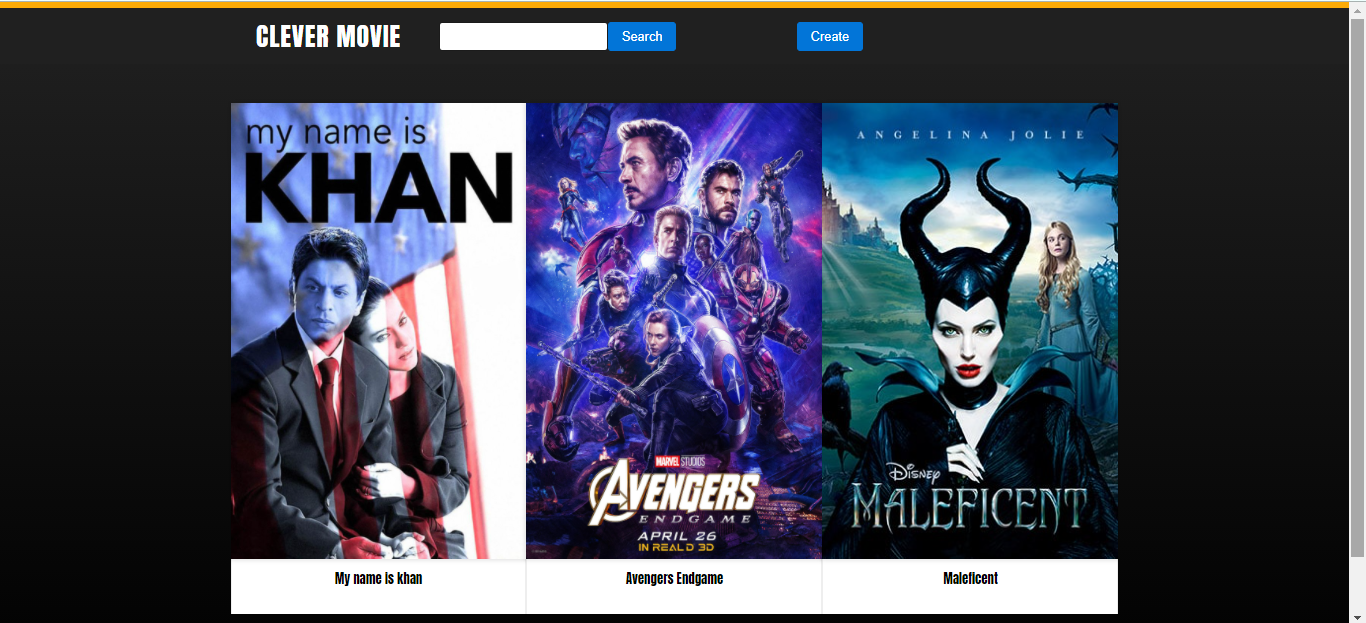 CLEVER MOVIE
Search
Create
my name is
KHAN
MARVEL STUDIOS
AVENGERS
ENDGAME
APRIL 26
IN REAL D 3D
ANGELINA JOLIE
DISNEY
MALEFICENT
My name is khan
Avengers Endgame
Maleficent